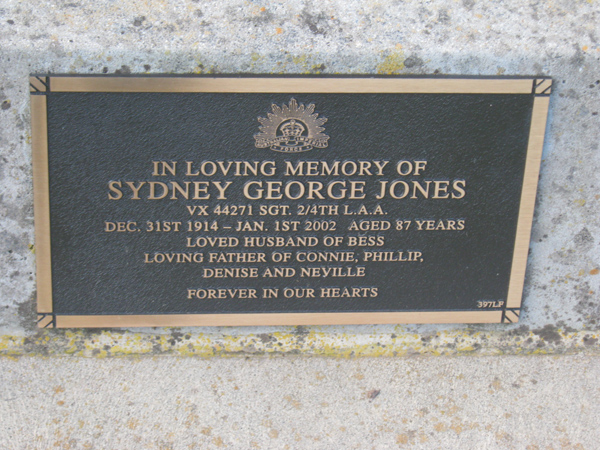 IN LOVING MEMORY OF
SYDNEY GEORGE JONES
VX 44271 SGT. 2/4TH L.A.A.
DEC. 31ST 1914 – JAN. 1ST 2002 AGED 87 YEARS
LOVED HUSBAND OF BESS
LOVING FATHER OF CONNIE, PHILLIP,
DENISE AND NEVILLE
FOREVER IN OUR HEARTS
397LF